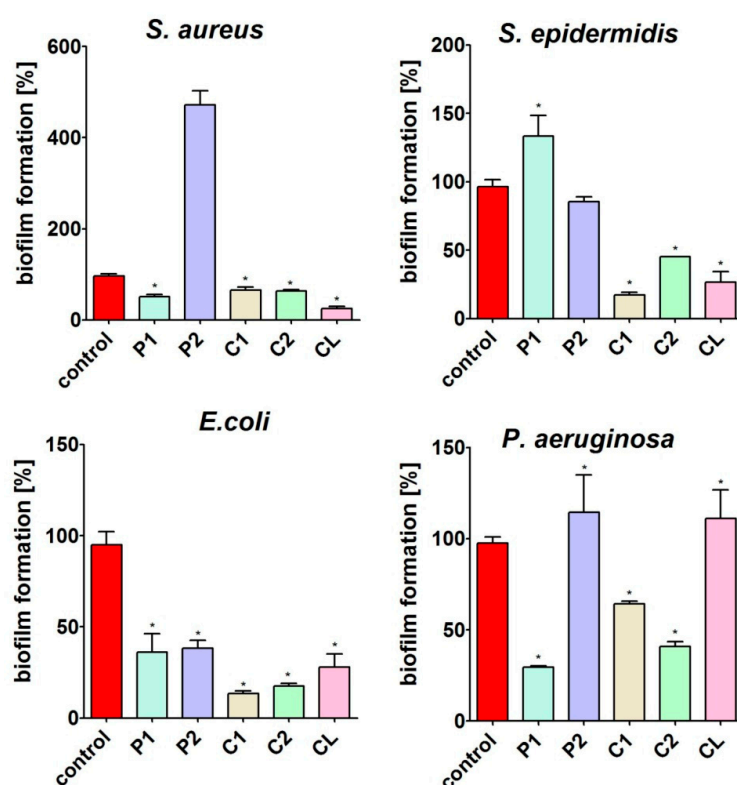 S. aureus
biofilm formation [%]
600
400
200
0
*
*
*
*
control
P1
P2
C1
C2
CL
S. epidermidis
biofilm formation [%]
200
150
100
50
0
*
*
*
*
control
P1
P2
C1
C2
CL
E.coli
biofilm formation [%]
150
100
50
0
*
*
*
*
*
control
P1
P2
C1
C2
CL
P. aeruginosa
biofilm formation [%]
150
100
50
0
*
*
*
*
*
control
P1
P2
C1
C2
CL